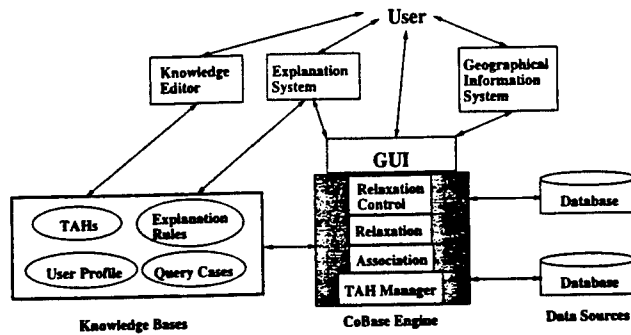 User
Knowledge
Editor
Explanation
System
Geographical
Information
System
GUI
Relaxation
Control
Relaxation
Association
TAH Manager
TAHs
Explanation
Rules
User Profile
Query Cases
Database
Database
Knowledge Bases
CoBase Engine
Data Sources